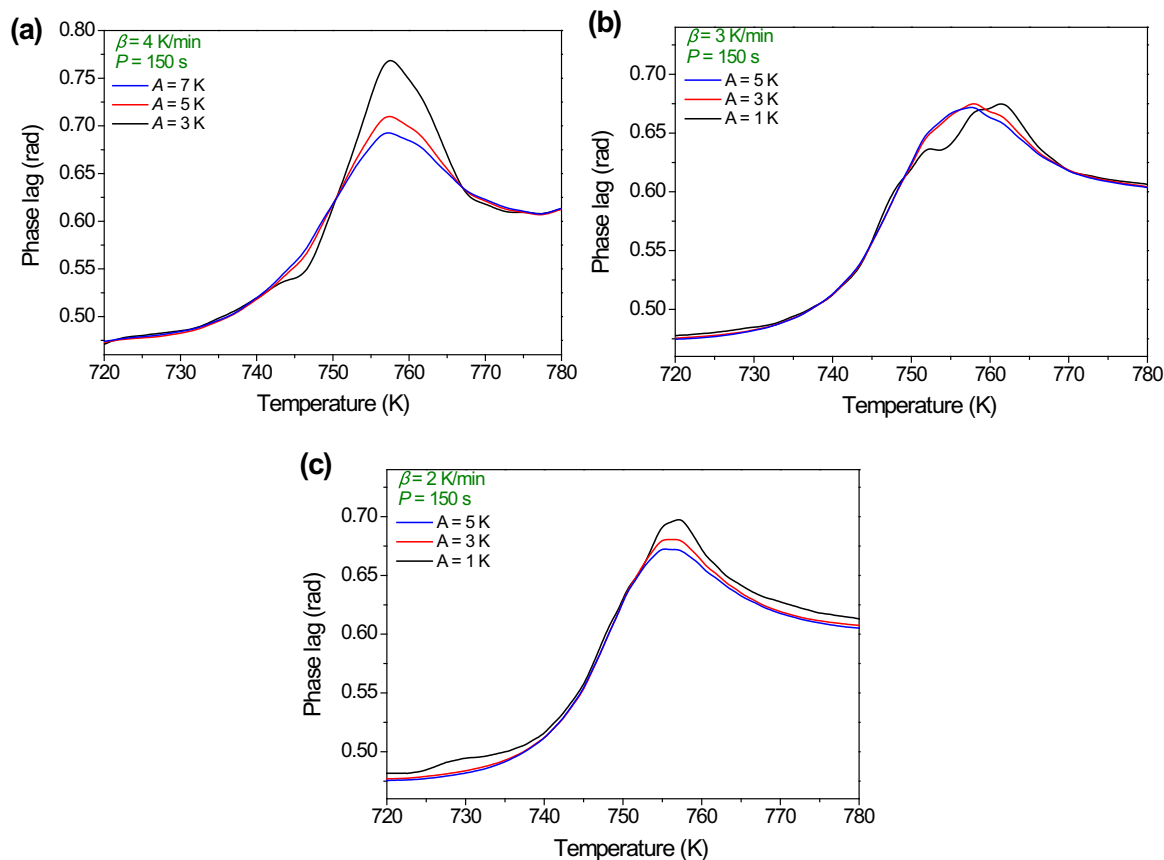 (a)
β = 4 K/min
P = 150 s
A = 7 K
A = 5 K
A = 3 K
0.80
0.75
0.70
0.65
0.60
0.55
0.50
Phase lag (rad)
720 730 740 750 760 770 780
Temperature (K)
(b)
β = 3 K/min
P = 150 s
A = 5 K
A = 3 K
A = 1 K
0.70
0.65
0.60
0.55
0.50
Phase lag (rad)
720 730 740 750 760 770 780
Temperature (K)
(c)
β = 2 K/min
P = 150 s
A = 5 K
A = 3 K
A = 1 K
0.70
0.65
0.60
0.55
0.50
Phase lag (rad)
720 730 740 750 760 770 780
Temperature (K)